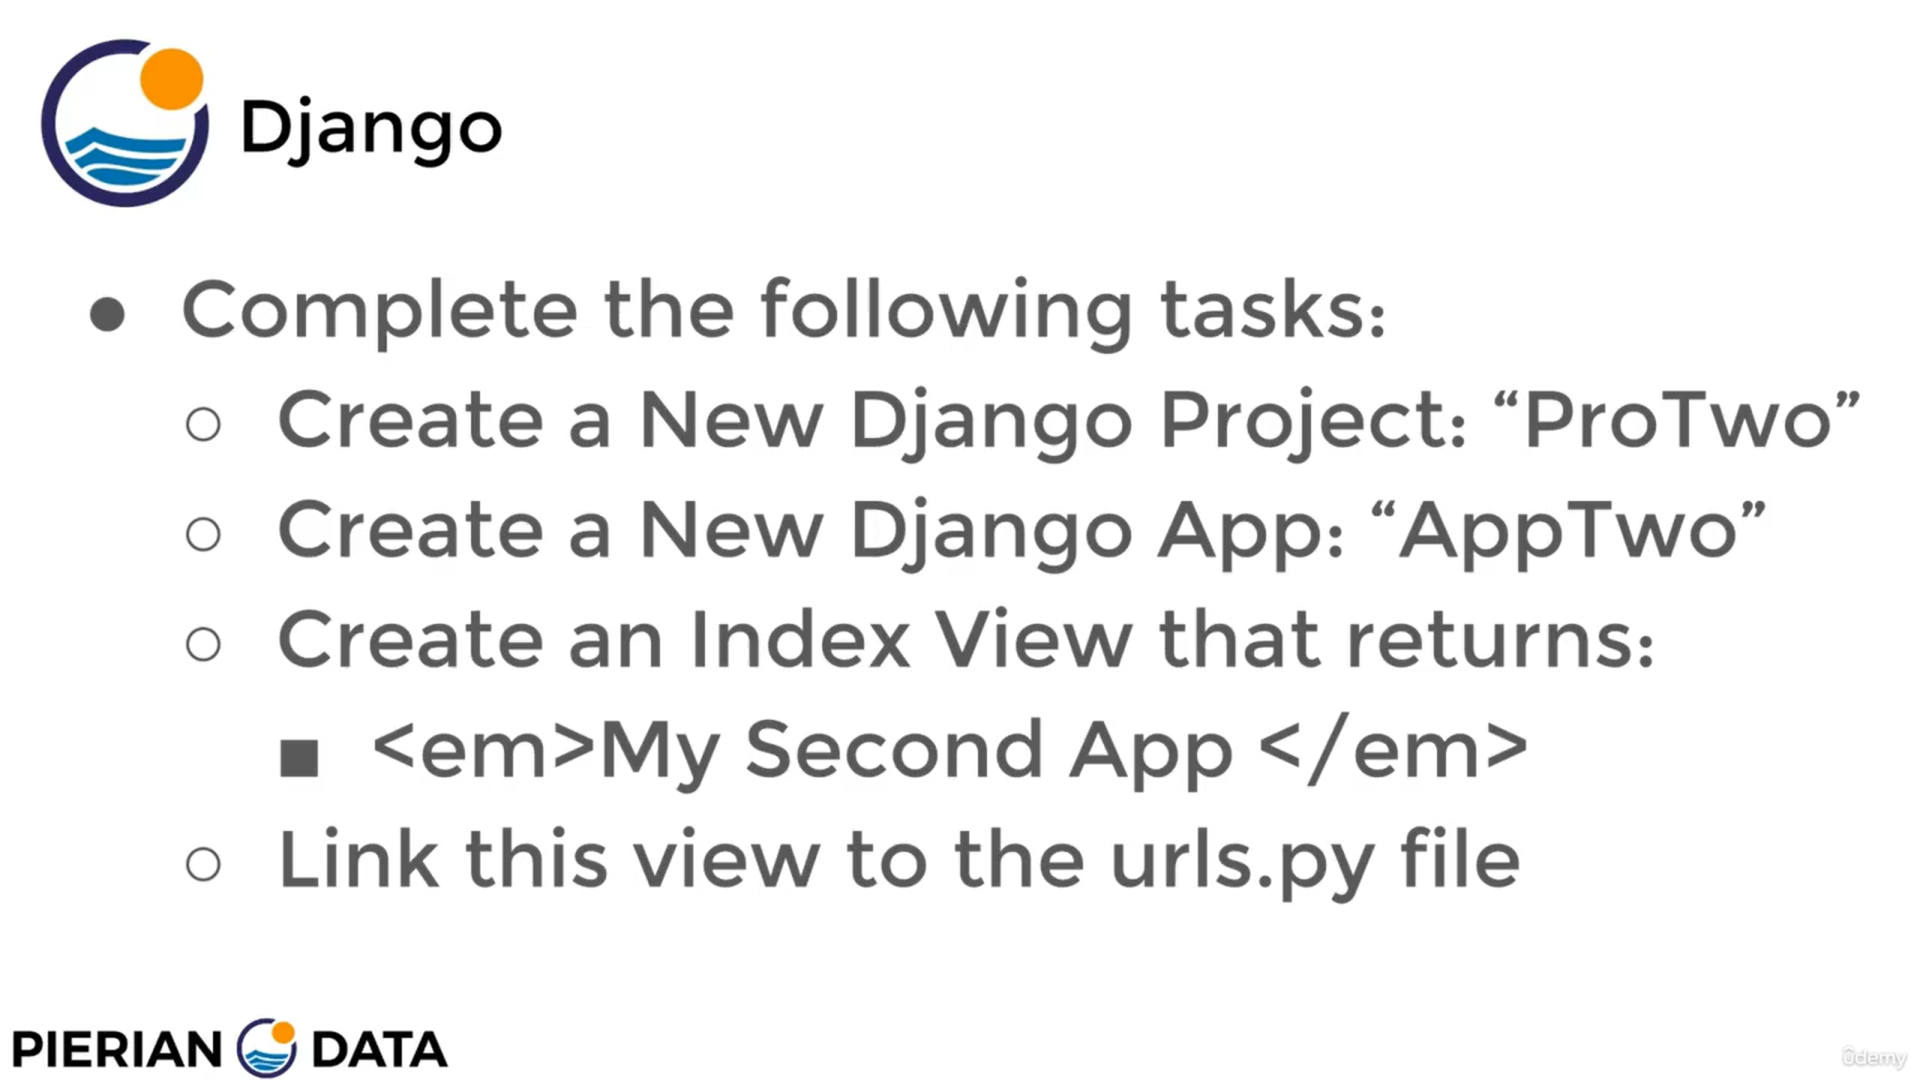 Django
● Complete the following tasks:
○ Create a New Django Project: “ProTwo”
○ Create a New Django App: “AppTwo”
○ Create an Index View that returns:
■ <em>My Second App </em>
○ Link this view to the urls.py file
PIERIAN DATA
ûdemy